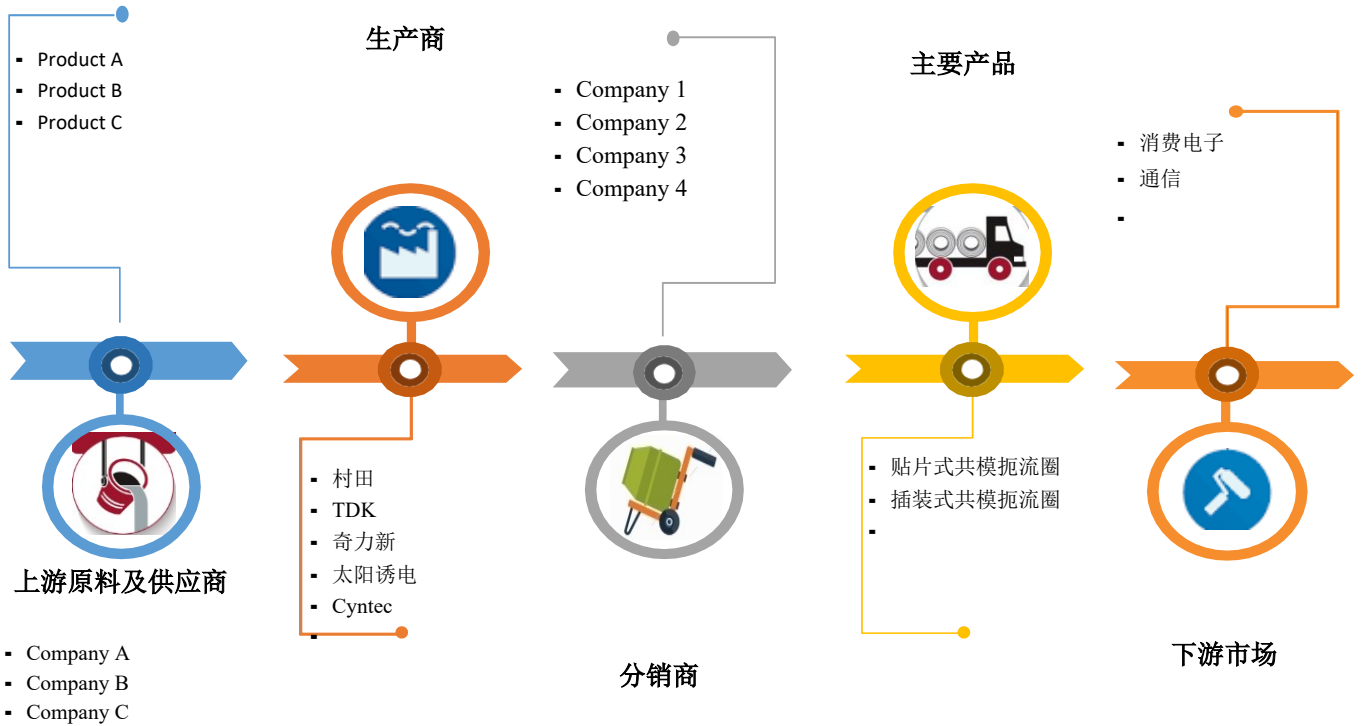 ▪ Product A
▪ Product B
▪ Product C
上游原料及供应商
▪ Company A
▪ Company B
▪ Company C
生产商
▪ 村田
▪ TDK
▪ 奇力新
▪ 太阳诱电
▪ Cyntec
▪
▪ Company 1
▪ Company 2
▪ Company 3
▪ Company 4
分销商
主要产品
▪ 贴片式共模扼流圈
▪ 插装式共模扼流圈
▪
▪ 消费电子
▪ 通信
▪
下游市场